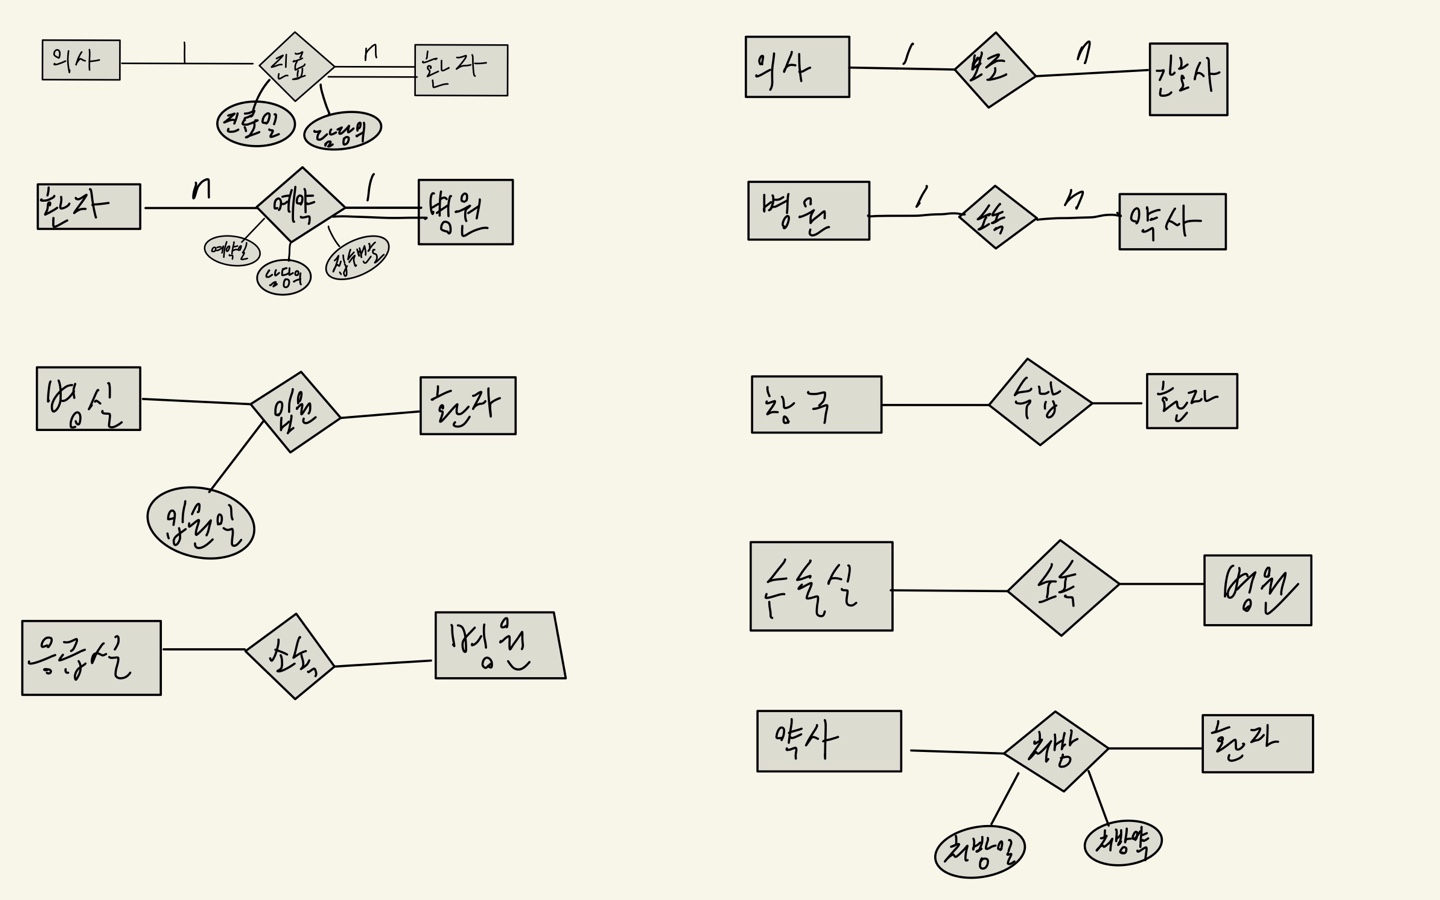 의사 1 진료 n 환자
진료일 담당의
환자 n 예약 1 병원
예약일 담당의 접수번호
병실 입원 환자
입원일
응급실 소속 병원
의사 1 보조 n 간호사
병원 1 소속 n 약사
창국 수납 환자
수술실 소속 병원
약사 처방 환자
처방일 처방약